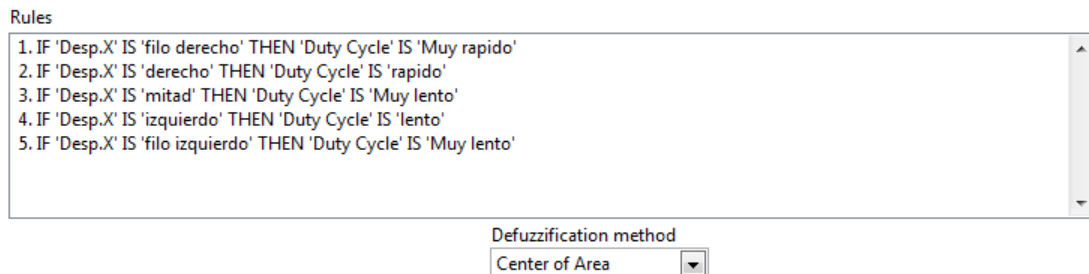 Rules
1. IF 'Desp.X' IS 'filo derecho' THEN 'Duty Cycle' IS 'Muy rapido'
2. IF 'Desp.X' IS 'derecho' THEN 'Duty Cycle' IS 'rapido'
3. IF 'Desp.X' IS 'mitad' THEN 'Duty Cycle' IS 'Muy lento'
4. IF 'Desp.X' IS 'izquierdo' THEN 'Duty Cycle' IS 'lento'
5. IF 'Desp.X' IS 'filo izquierdo' THEN 'Duty Cycle' IS 'Muy lento'
Defuzzification method
Center of Area